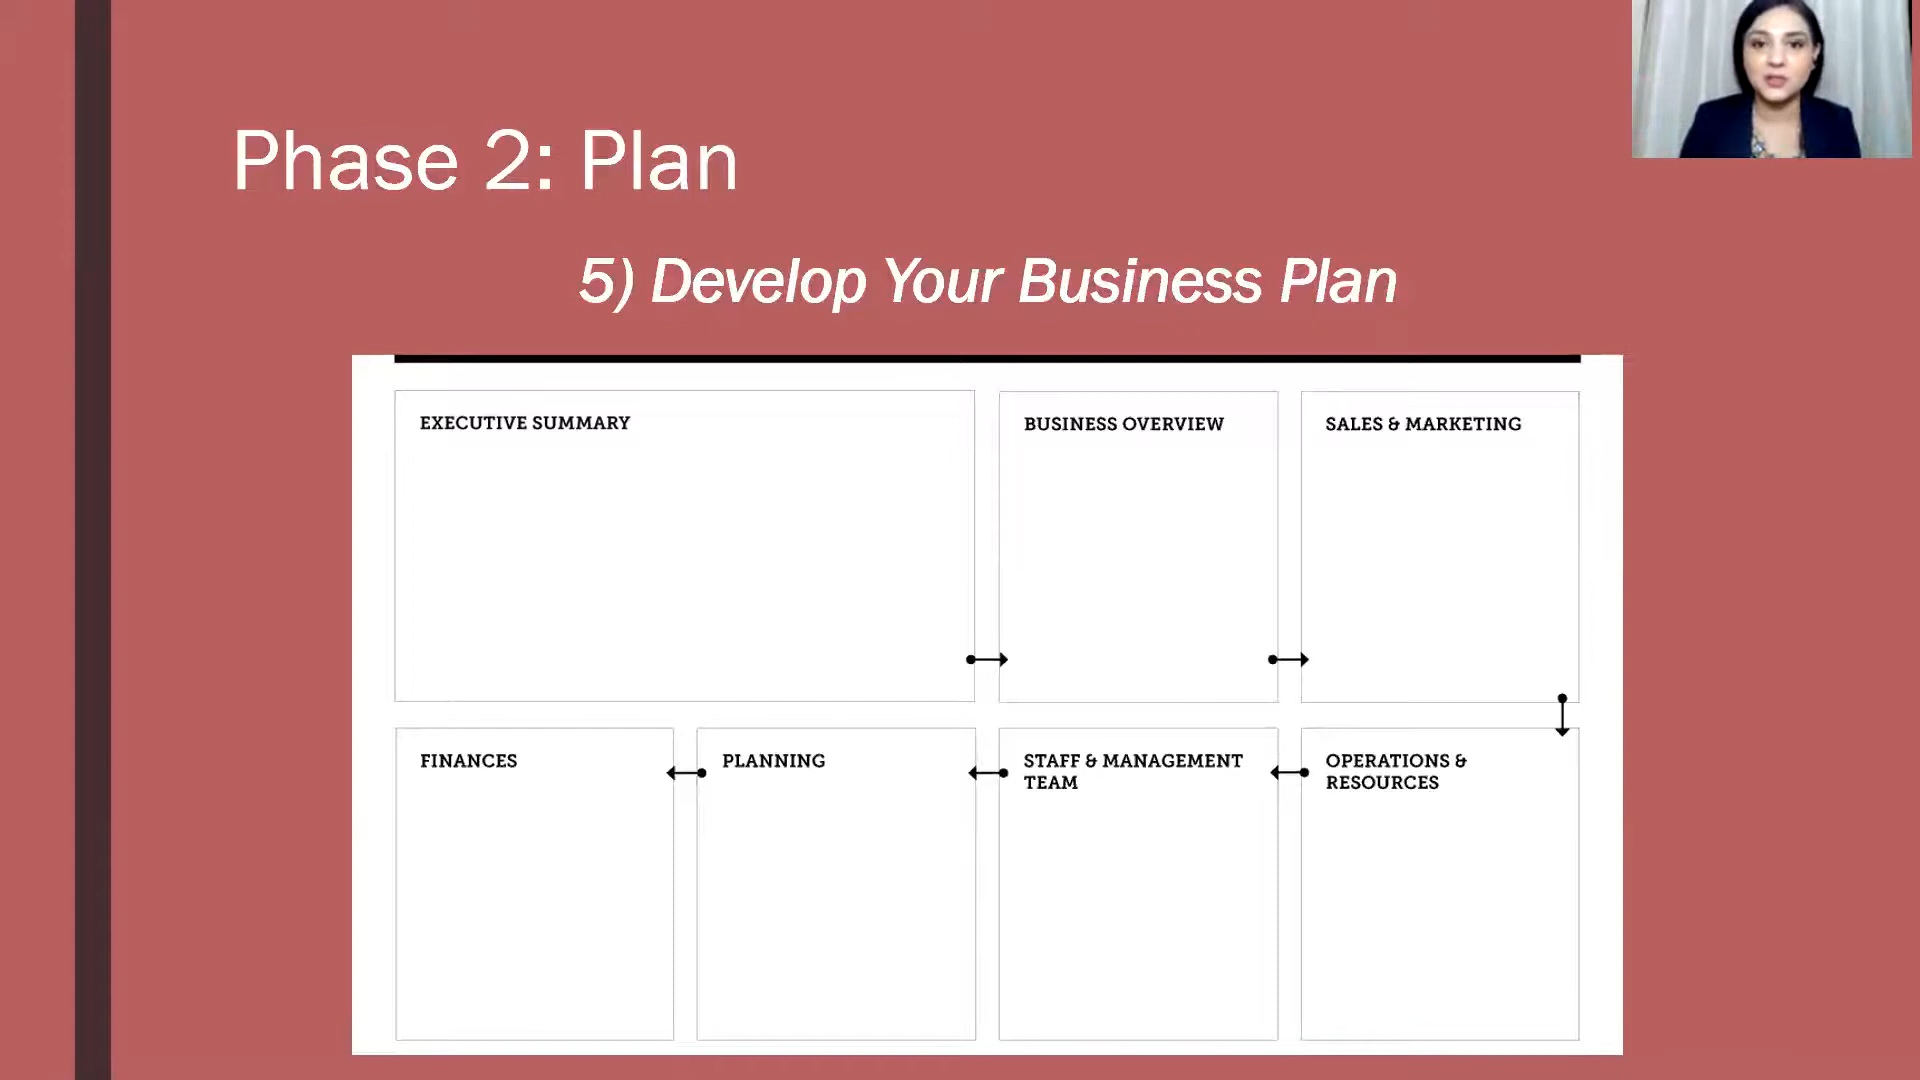 Phase 2: Plan
5) Develop Your Business Plan
EXECUTIVE SUMMARY
BUSINESS OVERVIEW
SALES & MARKETING
FINANCES
PLANNING
STAFF & MANAGEMENT
TEAM
OPERATIONS &
RESOURCES